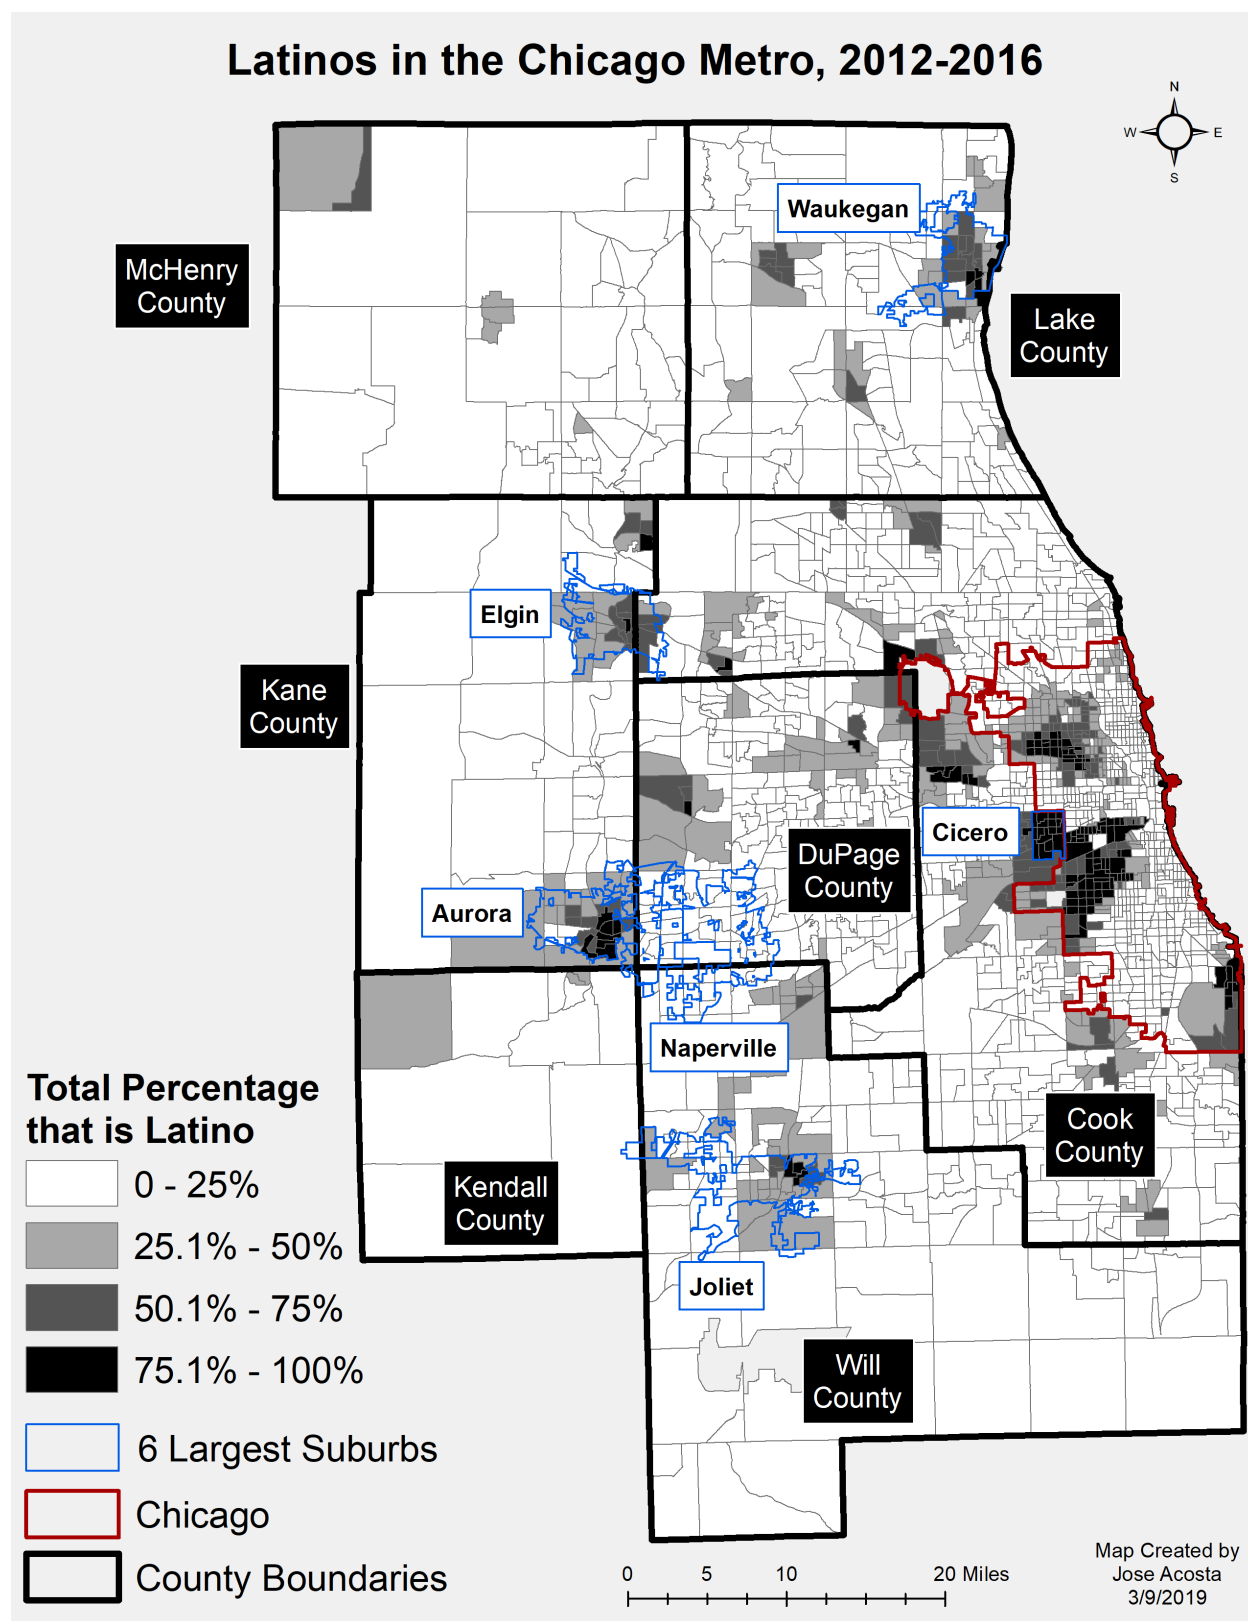 Latinos in the Chicago Metro, 2012-2016
N
W
E
S
Waukegan
McHenry
County
Lake
County
Elgin
Kane
County
Cicero
DuPage
County
Aurora
Naperville
Cook
County
Kendall
County
Joliet
Will
County
Total Percentage
that is Latino
0 - 25%
25.1% - 50%
50.1% - 75%
75.1% - 100%
6 Largest Suburbs
Chicago
County Boundaries
0 5 10 20 Miles
Map Created by
Jose Acosta
3/9/2019